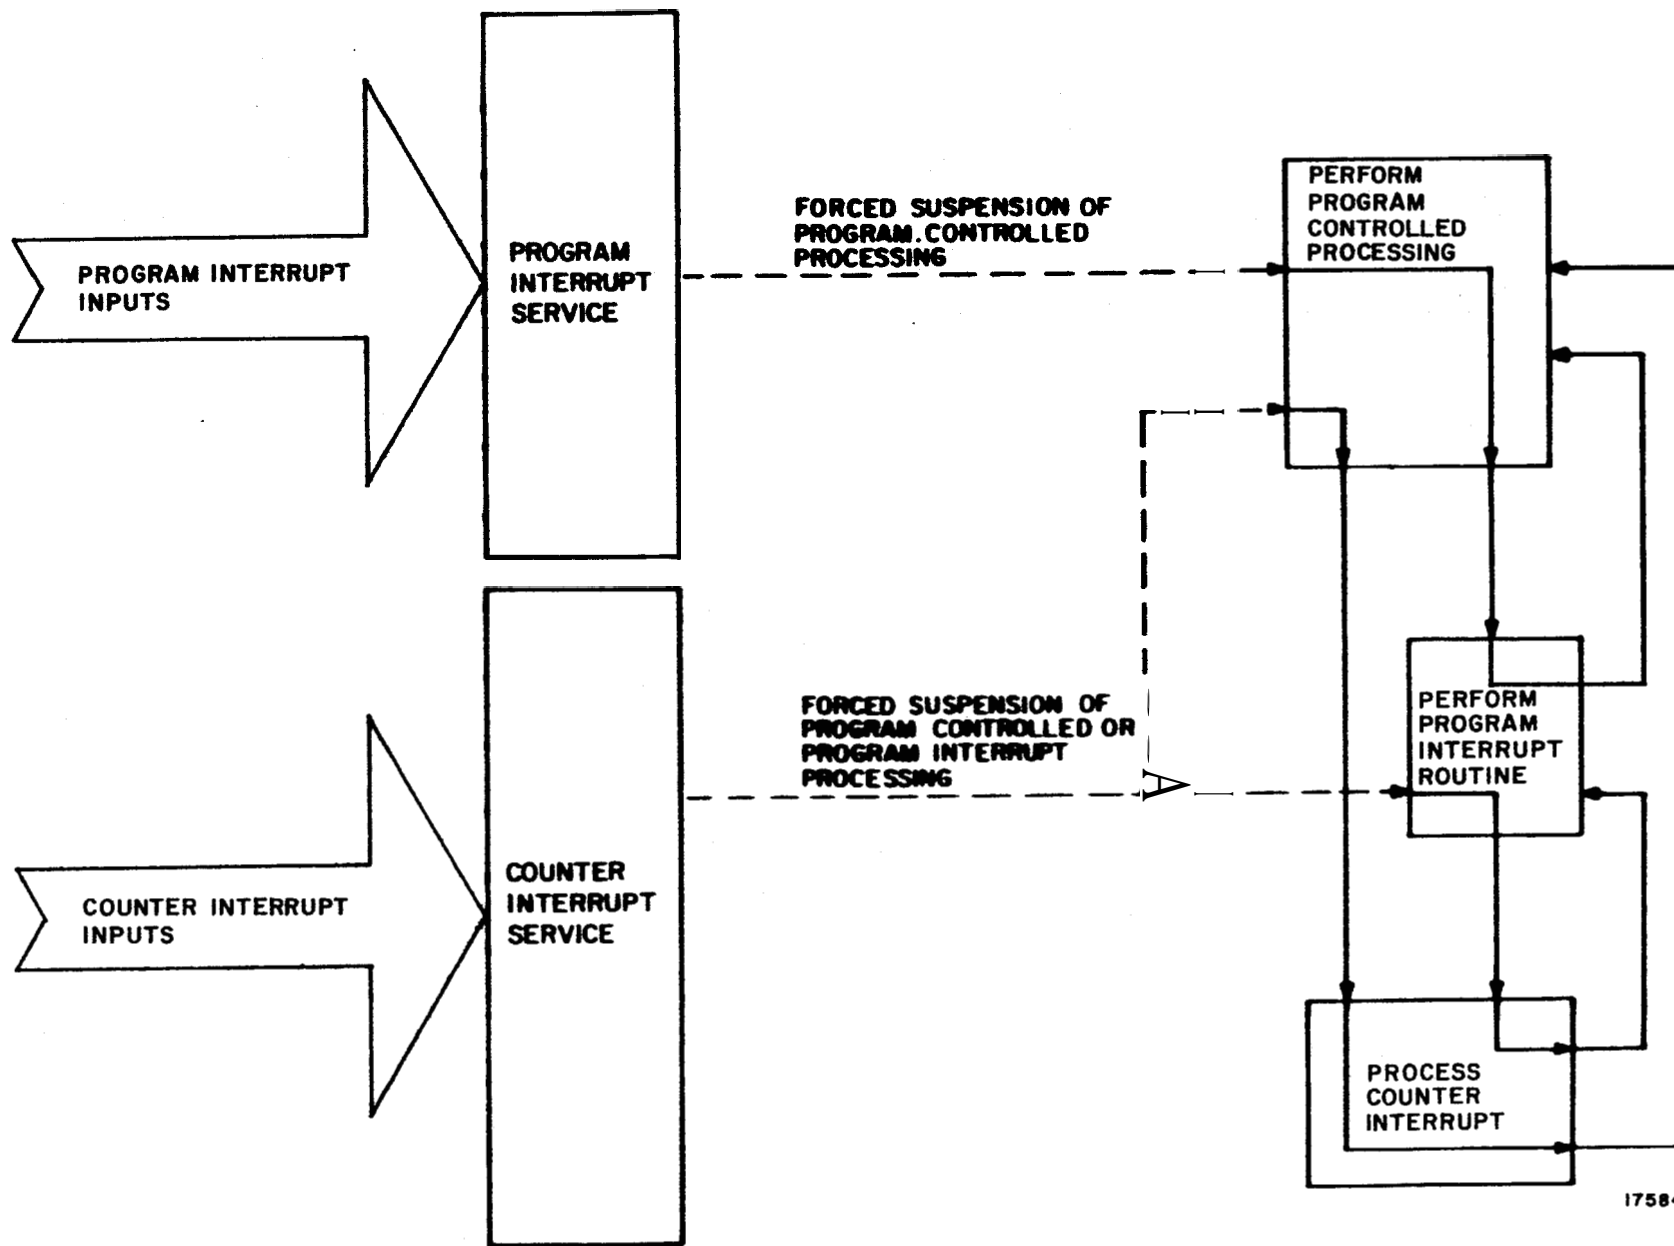 PROGRAM INTERRUPT
INPUTS
PROGRAM
INTERRUPT
SERVICE
FORCED SUSPENSION OF
PROGRAM.CONTROLLED
PROCESSING
PERFORM
PROGRAM
CONTROLLED
PROCESSING
COUNTER INTERRUPT
INPUTS
COUNTER
INTERRUPT
SERVICE
FORCED SUSPENSION OF
PROGRAM CONTROLLED OR
PROGRAM INTERRUPT
PROCESSING
PERFORM
PROGRAM
INTERRUPT
ROUTINE
PROCESS
COUNTER
INTERRUPT